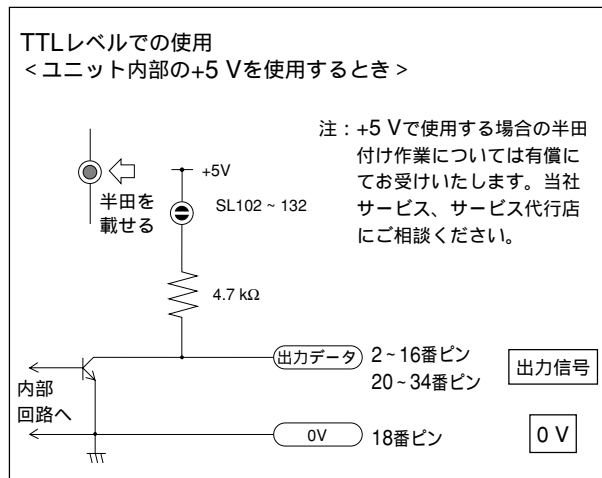 TTLレベルでの使用
<ユニット内部の+5 Vを使用するとき>
注：+5 Vで使用する場合の半田
付け作業については有償に
てお受けいたします。当社
サービス、サービス代行店
にご相談ください。
半田を
載せる
+5V
SL102 ~ 132
4.7 kΩ
出力データ 2~16番ピン
20~34番ピン
出力信号
内部
回路へ
0V 18番ピン
0 V